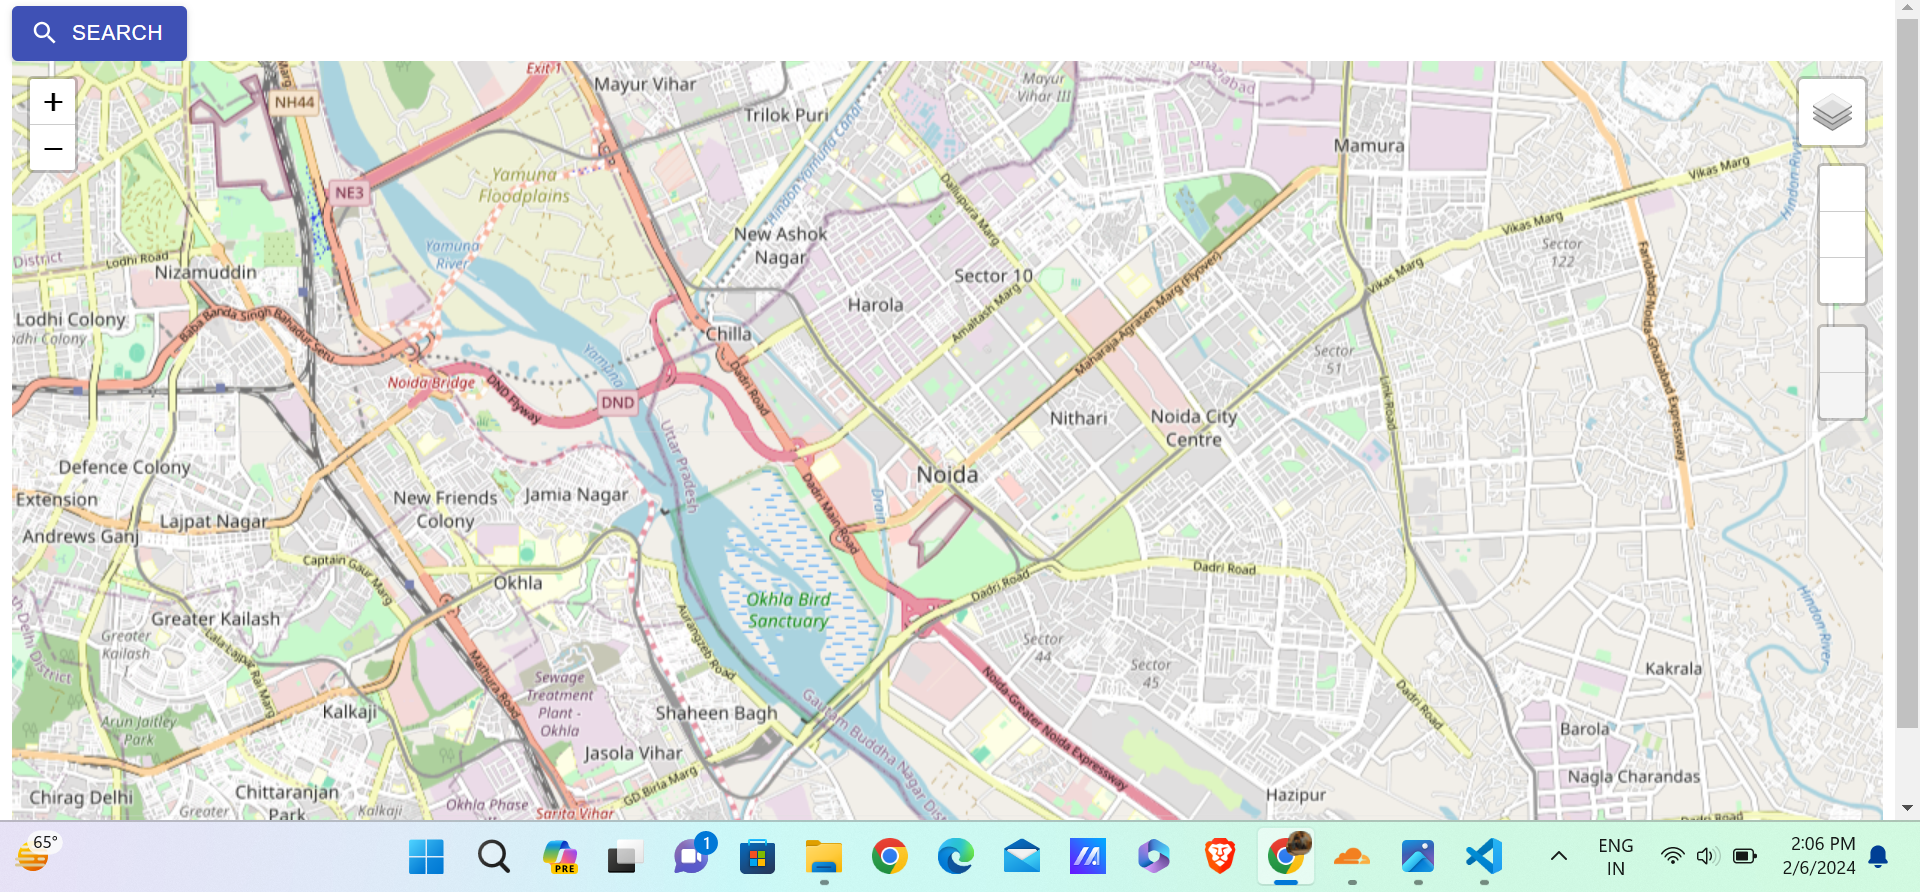 SEARCH
+
−
Exit 1
Mayur Vihar
Mayur
Vihar III
NH44
Trilok Puri
Hindon Yamuna Canal
Mamura
Vikas Marg
Hindon River
NE3
Yamuna
Floodplains
Dallupura Marg
Vikas Marg
New Ashok
Nagar
Yamuna
River
District
Lodhi Road
Nizamuddin
Sector 10
Sector
122
Vikas Marg
Maharaja Agrasen Marg (Flyover)
Faridabad-Noida-Ghaziabad Expressway
Harola
Amaltash Marg
Lodhi Colony
odhi Colony
Baba Banda Singh Bahadur Setu
Chilla
Yamuna
Sector
51
Noida Bridge
DND Flyway
DND
Dadri Road
Link Road
Nithari
Noida City
Centre
Uttar Pradesh
Defence Colony
Noida
Extension
New Friends
Colony
Jamia Nagar
Dadri Main Road
Drain
Lajpat Nagar
Andrews Ganj
Captain Gaur Marg
Okhla
Dadri Road
Dadri Road
Okhla Bird
Sanctuary
Hindon River
Greater Kailash
Greater
Kailash
Lala Lajpat Rai Marg
Aurangzeb Road
Sector
44
Sector
45
Kakrala
th Delhi District
Mathura Road
Sewage
Treatment
Plant -
Okhla
Noida-Greater Noida Expressway
Dadri Road
Kalkaji
Shaheen Bagh
Gautam Buddha Nagar Dist
Arun Jaitley
Park
Barola
Jasola Vihar
GD Birla Marg
Nagla Charandas
Chirag Delhi
Chittaranjan
Park
Greater
Kalkaji
Okhla Phase
Sarita Vihar
Hazipur
Dadri Road
65°
PRE
1
ENG
IN
2:06 PM
2/6/2024